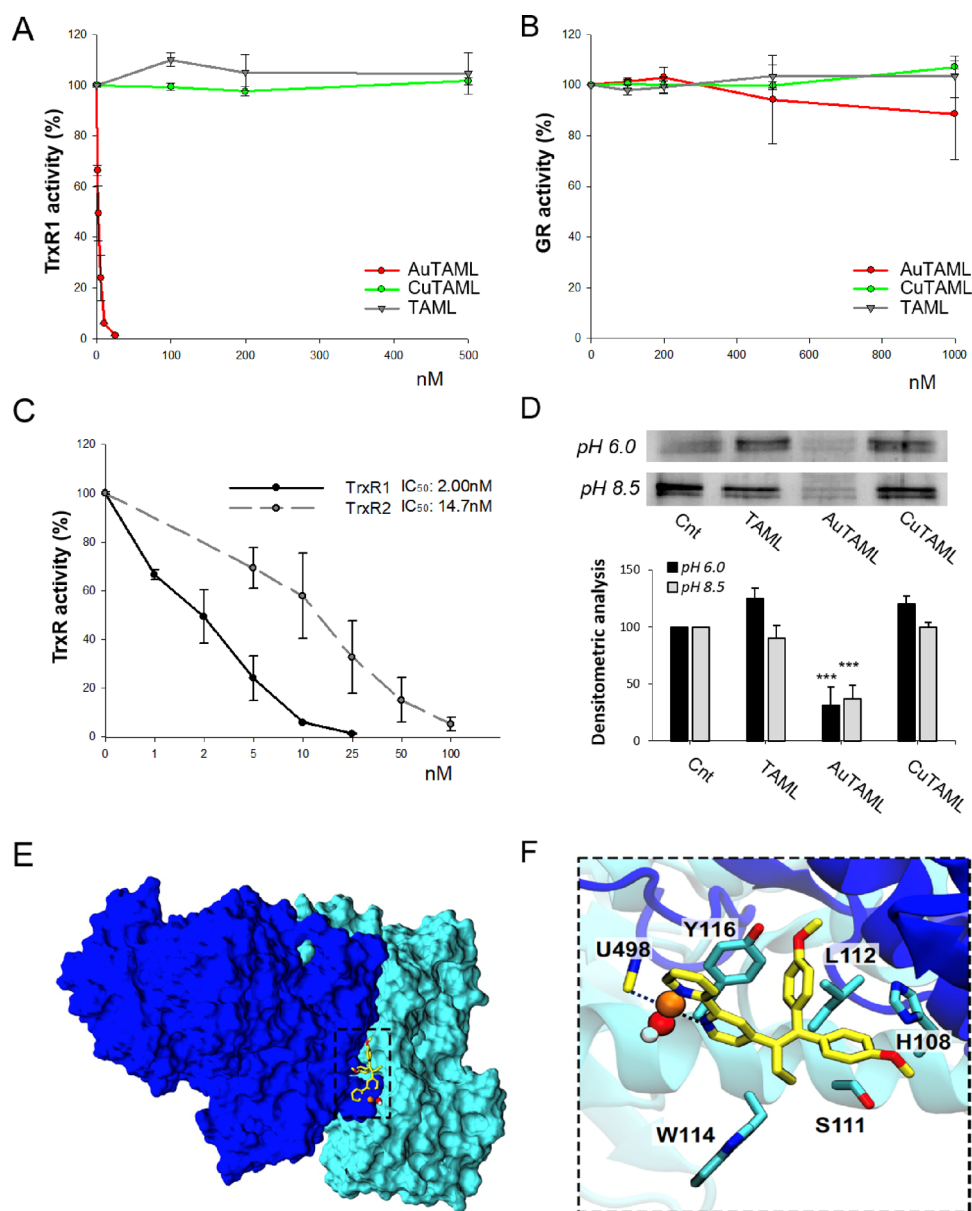 A
120
100
80
60
40
20
0
TrxR1 activity (%)
AuTAML
CuTAML
TAML
0 100 200 300 400 500
nM
B
120
100
80
60
40
20
0
GR activity (%)
AuTAML
CuTAML
TAML
0 200 400 600 800 1000
nM
C
120
100
80
60
40
20
0
TrxR activity (%)
TrxR1 IC50: 2.00nM
TrxR2 IC50: 14.7nM
0 1 2 5 10 25 50 100
nM
D
pH 6.0
pH 8.5
Cnt TAML AuTAML CuTAML
150
100
50
0
Densitometric analysis
pH 6.0
pH 8.5
*** ***
Cnt TAML AuTAML CuTAML
E
F
Y116
U498
L112
H108
S111
W114